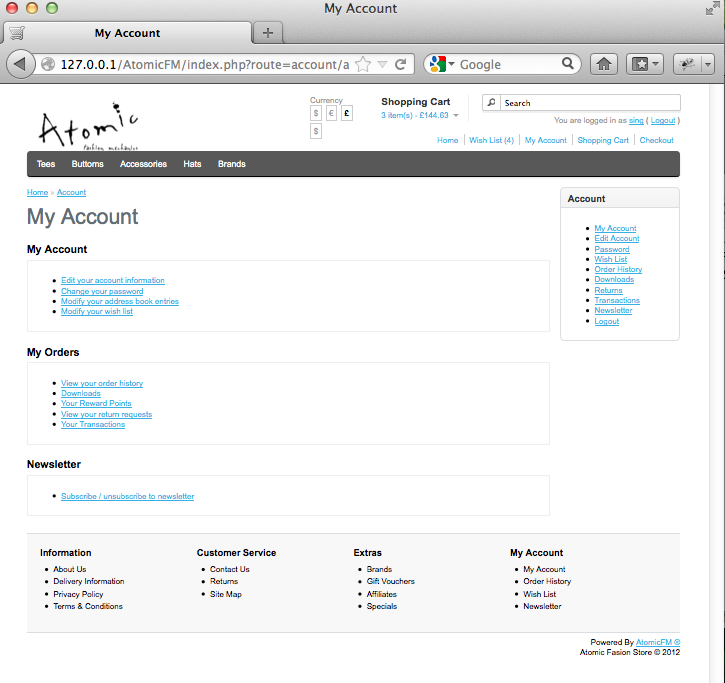 My Account
My Account
127.0.0.1/AtomicFM/index.php?route=account/a
Google
Atomic
fashion mechanics
Currency
$ € £
$
Shopping Cart
3 item(s) - £144.63
Search
You are logged in as sing ( Logout )
Home Wish List (4) My Account Shopping Cart Checkout
Tees Buttoms Accessories Hats Brands
Home » Account
My Account
My Account
Edit your account information
Change your password
Modify your address book entries
Modify your wish list
My Orders
View your order history
Downloads
Your Reward Points
View your return requests
Your Transactions
Newsletter
Subscribe / unsubscribe to newsletter
Account
My Account
Edit Account
Password
Wish List
Order History
Downloads
Returns
Transactions
Newsletter
Logout
Information
About Us
Delivery Information
Privacy Policy
Terms & Conditions
Customer Service
Contact Us
Returns
Site Map
Extras
Brands
Gift Vouchers
Affiliates
Specials
My Account
My Account
Order History
Wish List
Newsletter
Powered By AtomicFM ®
Atomic Fasion Store © 2012